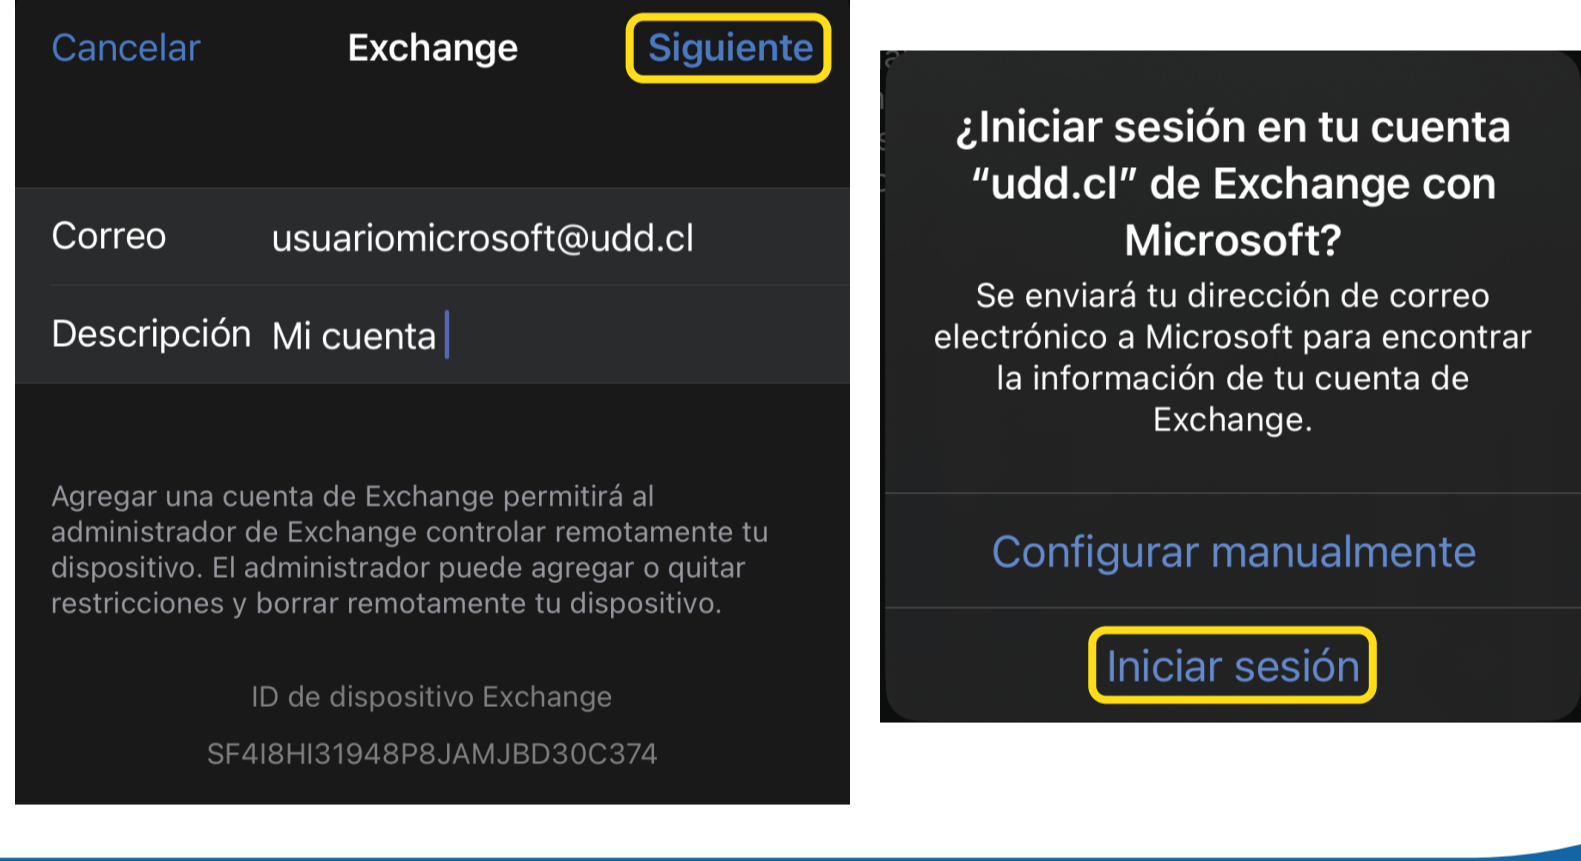 Cancelar
Exchange
Siguiente
Correo
usuariomicrosoft@udd.cl
Descripción
Mi cuenta
Agregar una cuenta de Exchange permitirá al
administrador de Exchange controlar remotamente tu
dispositivo. El administrador puede agregar o quitar
restricciones y borrar remotamente tu dispositivo.
ID de dispositivo Exchange
SF4I8HI31948P8JAMJBD30C374
¿Iniciar sesión en tu cuenta
“udd.cl” de Exchange con
Microsoft?
Se enviará tu dirección de correo
electrónico a Microsoft para encontrar
la información de tu cuenta de
Exchange.
Configurar manualmente
Iniciar sesión